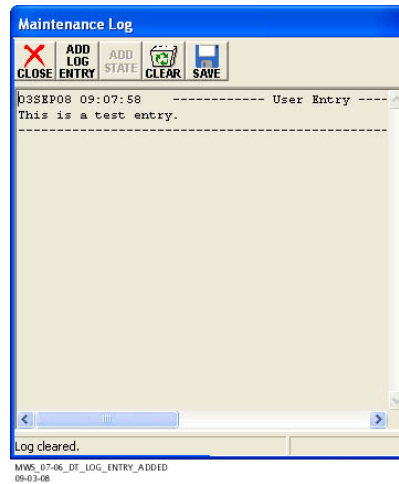 Maintenance Log
CLOSE ADD LOG ENTRY ADD STATE CLEAR SAVE
03SEP08 09:07:58 ------------ User Entry ----
This is a test entry.
-----------------------------------------------
Log cleared.
MWS_07-06_DT_LOG_ENTRY_ADDED
09-03-08